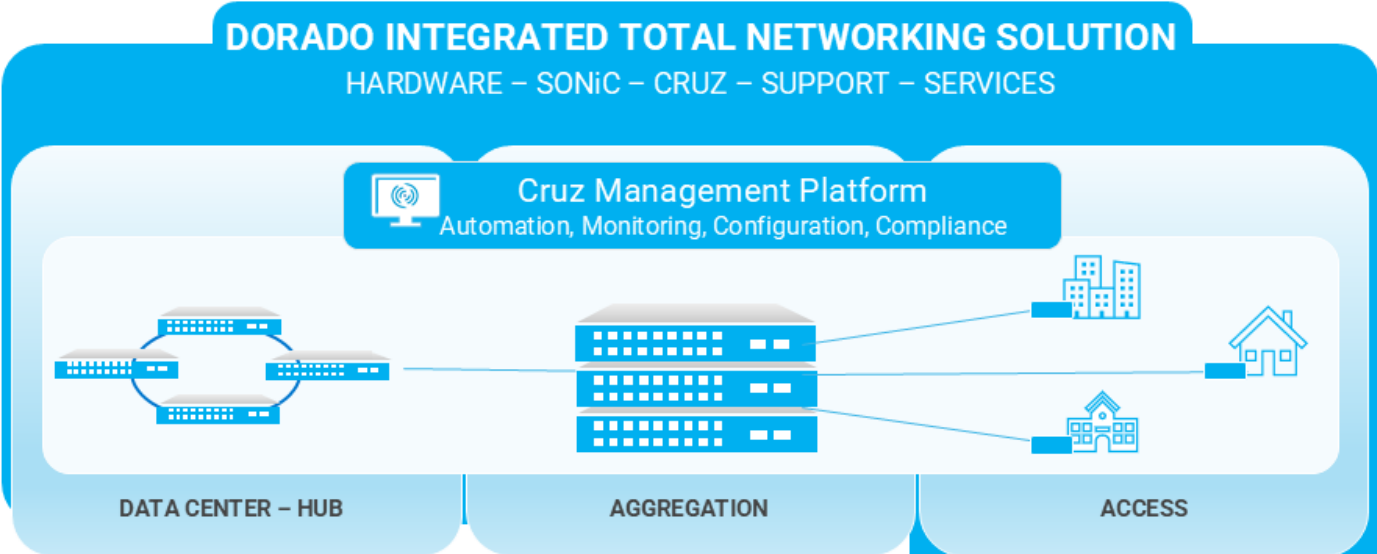 DORADO INTEGRATED TOTAL NETWORKING SOLUTION
HARDWARE – SONiC – CRUZ – SUPPORT – SERVICES
Cruz Management Platform
Automation, Monitoring, Configuration, Compliance
DATA CENTER – HUB
AGGREGATION
ACCESS